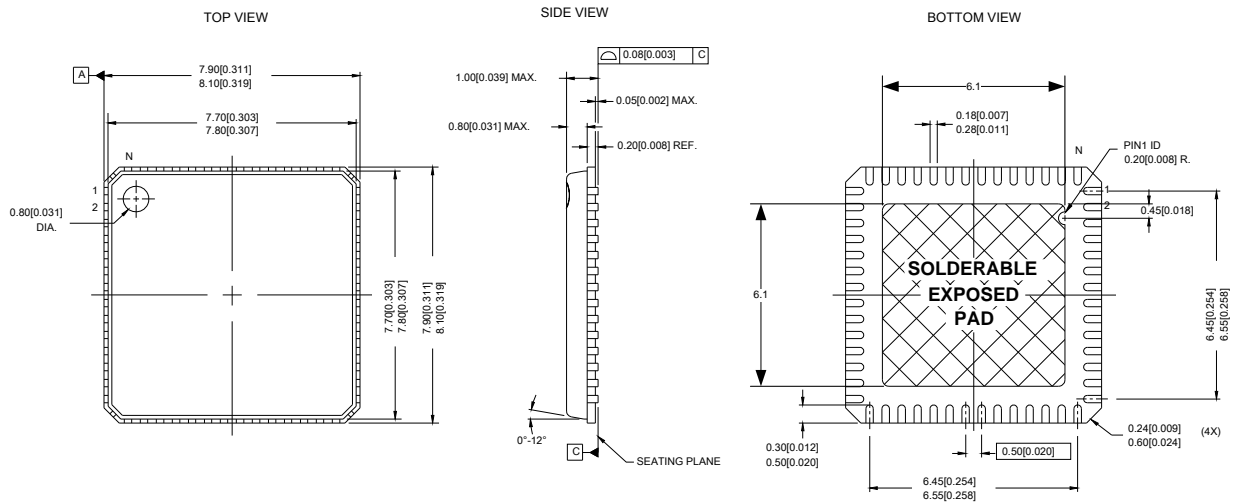 TOP VIEW
A
7.90[0.311]
8.10[0.319]
7.70[0.303]
7.80[0.307]
N
1
2
0.80[0.031]
DIA.
7.70[0.303]
7.80[0.307]
7.90[0.311]
8.10[0.319]
SIDE VIEW
0.08[0.003] C
1.00[0.039] MAX.
0.05[0.002] MAX.
0.80[0.031] MAX.
0.20[0.008] REF.
0°-12°
C
SEATING PLANE
BOTTOM VIEW
6.1
0.18[0.007]
0.28[0.011]
N
PIN1 ID
0.20[0.008] R.
1
2
0.45[0.018]
6.1
SOLDERABLE
EXPOSED
PAD
6.45[0.254]
6.55[0.258]
0.30[0.012]
0.50[0.020]
0.50[0.020]
0.24[0.009]
0.60[0.024]
(4X)
6.45[0.254]
6.55[0.258]